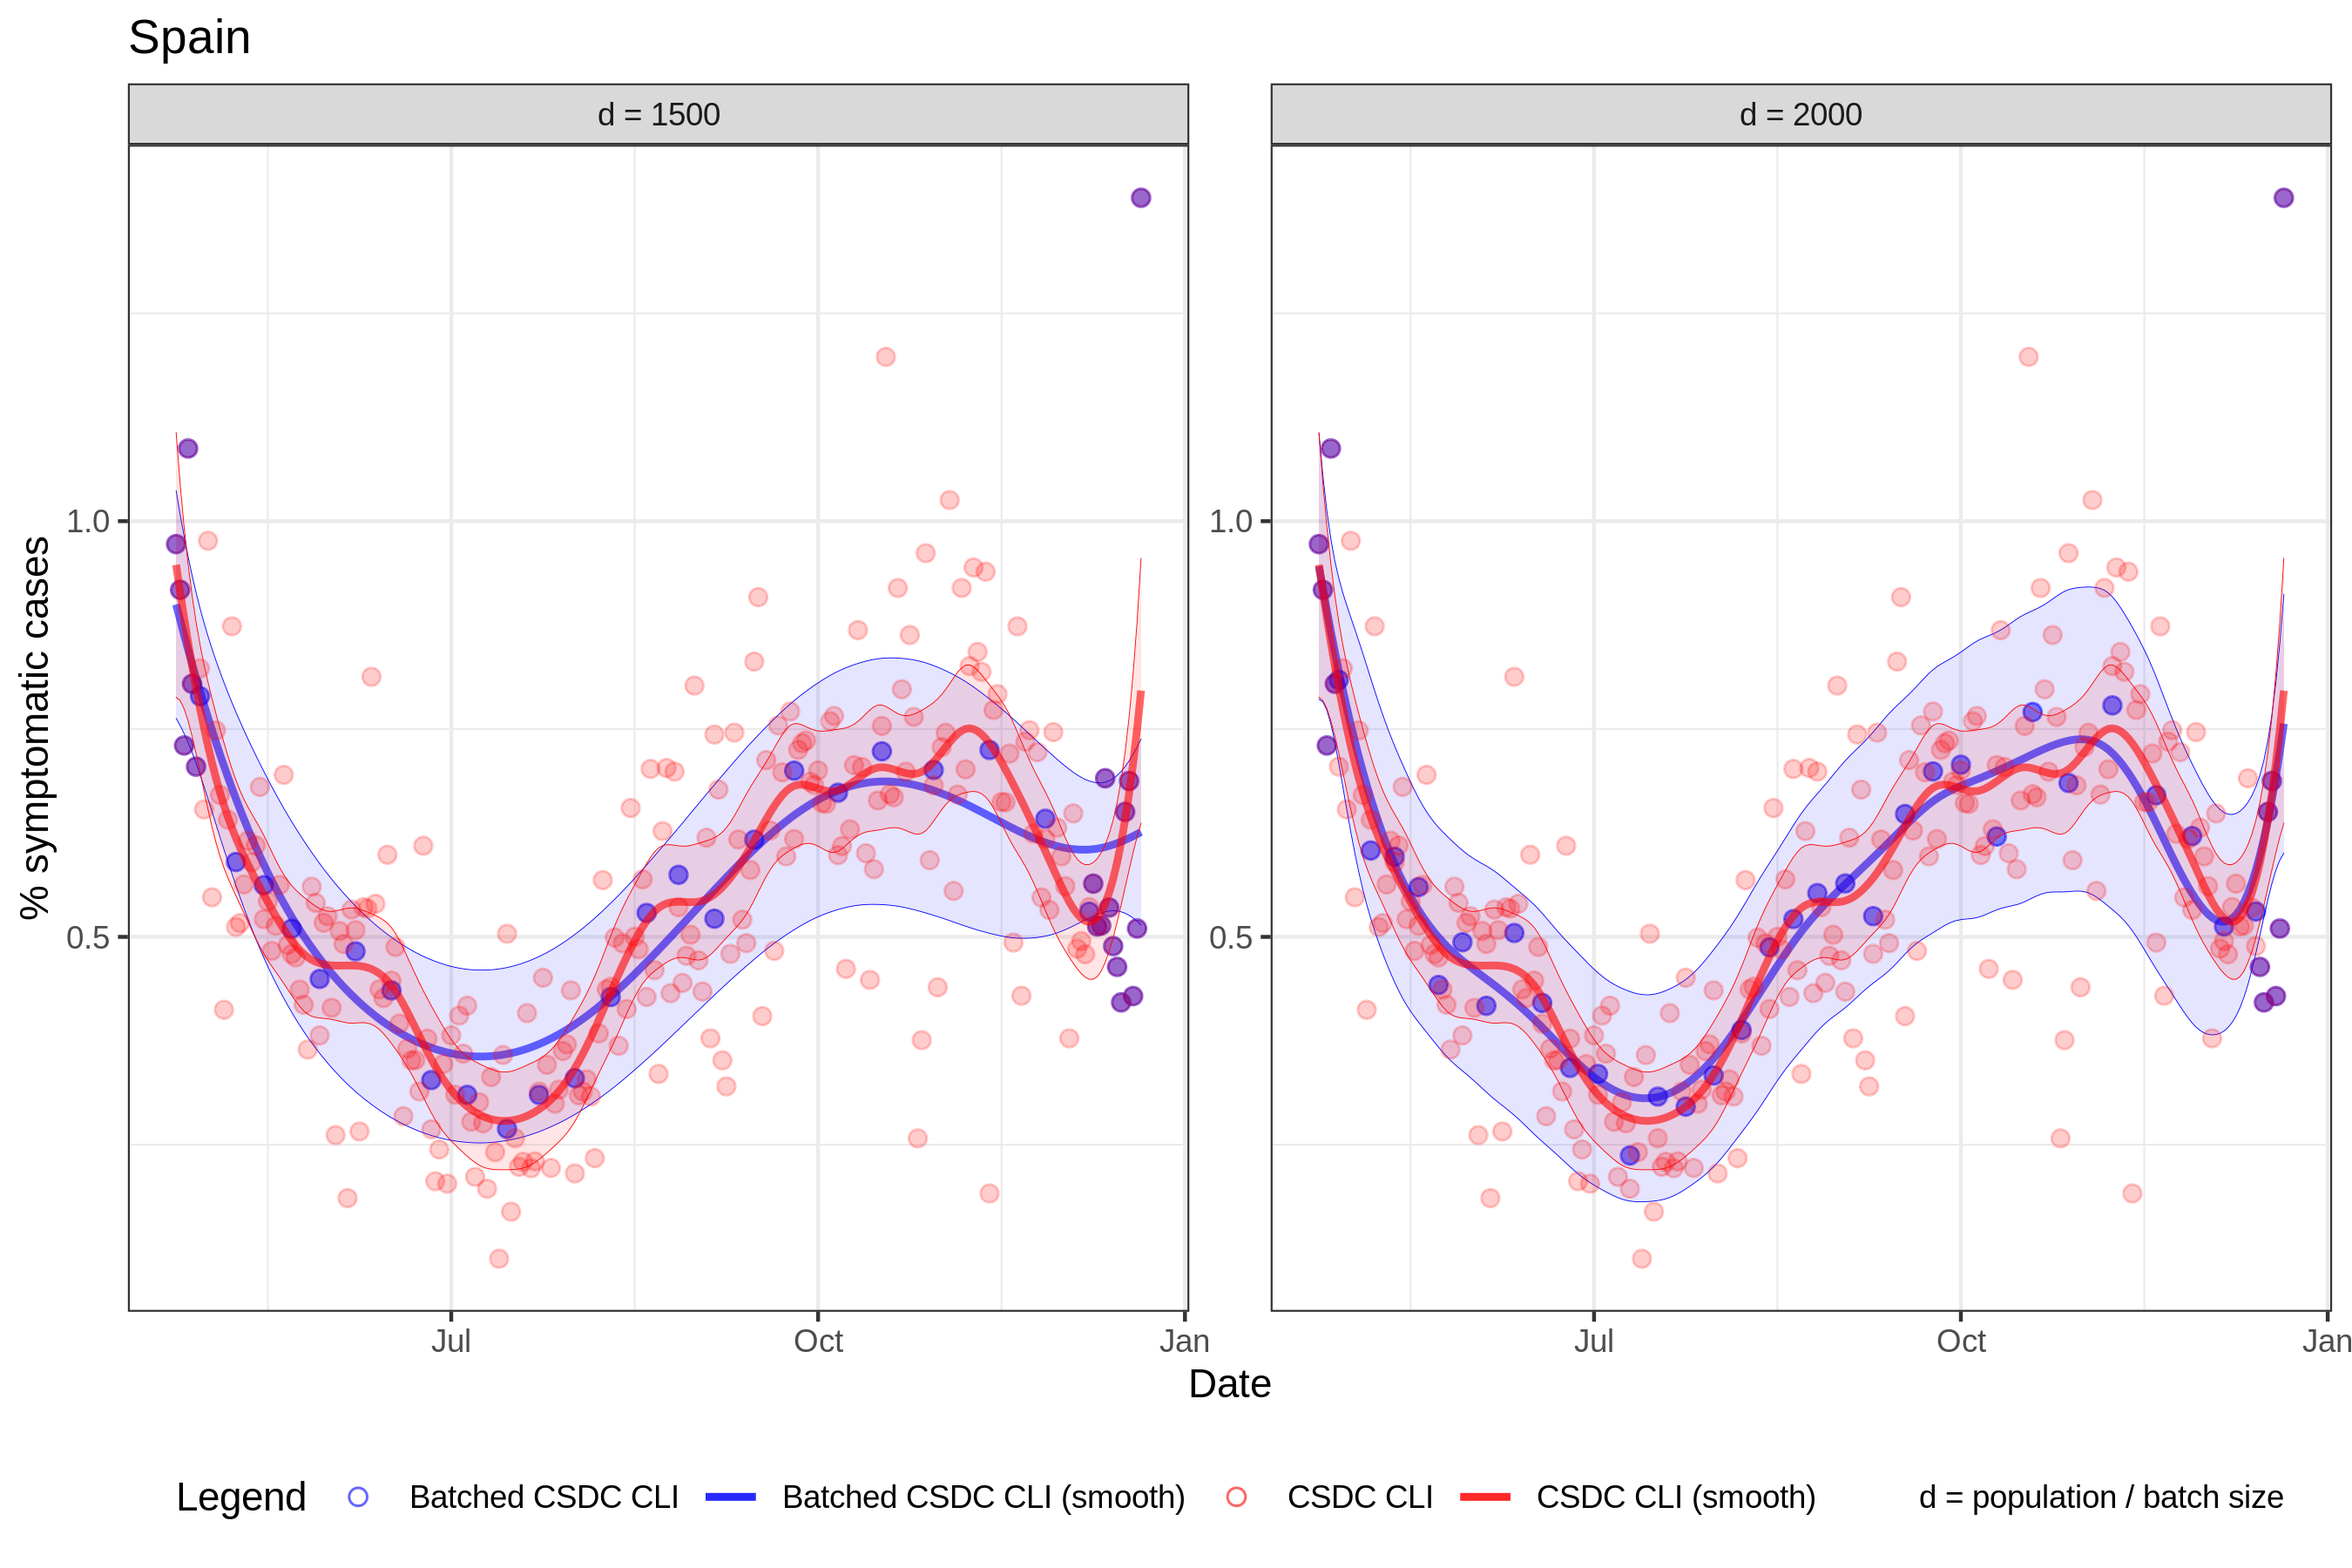 Spain
d = 1500
d = 2000
% symptomatic cases
1.0
0.5
1.0
0.5
Jul
Oct
Jan
Jul
Oct
Jan
Date
Legend
Batched CSDC CLI
Batched CSDC CLI (smooth)
CSDC CLI
CSDC CLI (smooth)
d = population / batch size